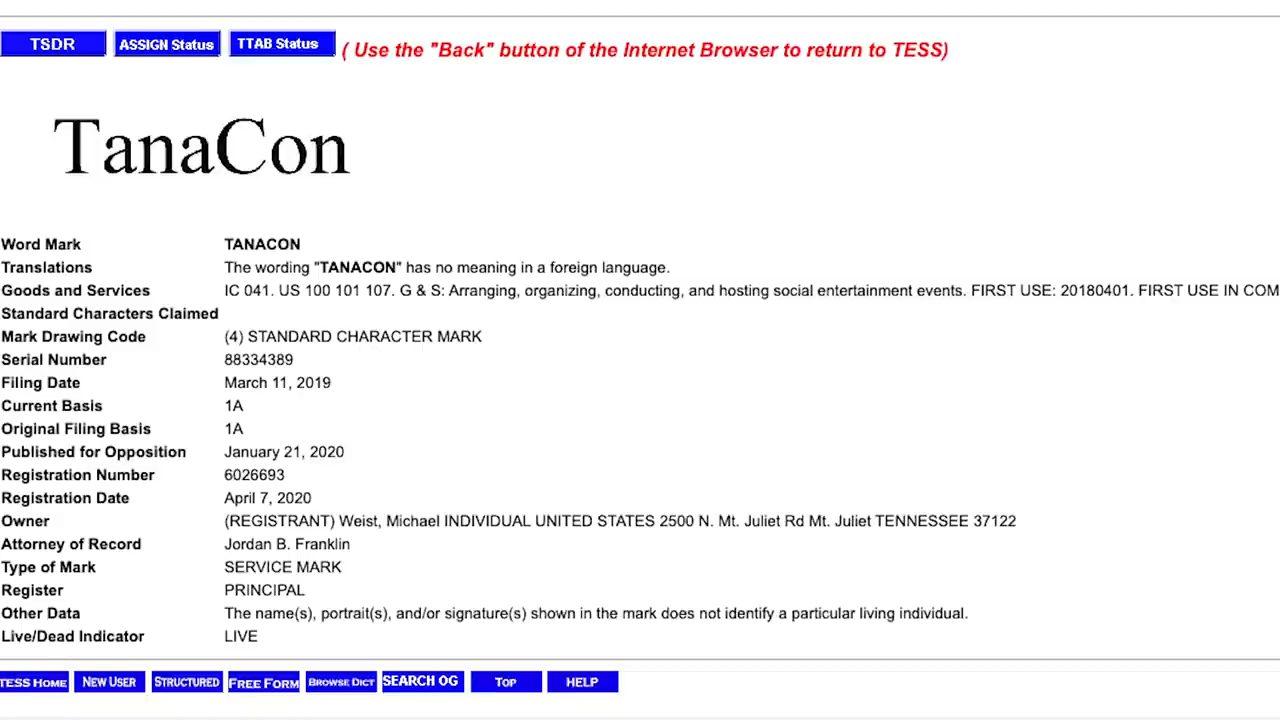 TSDR ASSIGN Status TTAB Status ( Use the "Back" button of the Internet Browser to return to TESS)
TanaCon
Word Mark TANACON
Translations The wording "TANACON" has no meaning in a foreign language.
Goods and Services IC 041. US 100 101 107. G & S: Arranging, organizing, conducting, and hosting social entertainment events. FIRST USE: 20180401. FIRST USE IN COM
Standard Characters Claimed
Mark Drawing Code (4) STANDARD CHARACTER MARK
Serial Number 88334389
Filing Date March 11, 2019
Current Basis 1A
Original Filing Basis 1A
Published for Opposition January 21, 2020
Registration Number 6026693
Registration Date April 7, 2020
Owner (REGISTRANT) Weist, Michael INDIVIDUAL UNITED STATES 2500 N. Mt. Juliet Rd Mt. Juliet TENNESSEE 37122
Attorney of Record Jordan B. Franklin
Type of Mark SERVICE MARK
Register PRINCIPAL
Other Data The name(s), portrait(s), and/or signature(s) shown in the mark does not identify a particular living individual.
Live/Dead Indicator LIVE
TESS HOME NEW USER STRUCTURED FREE FORM BROWSE DICT SEARCH OG TOP HELP